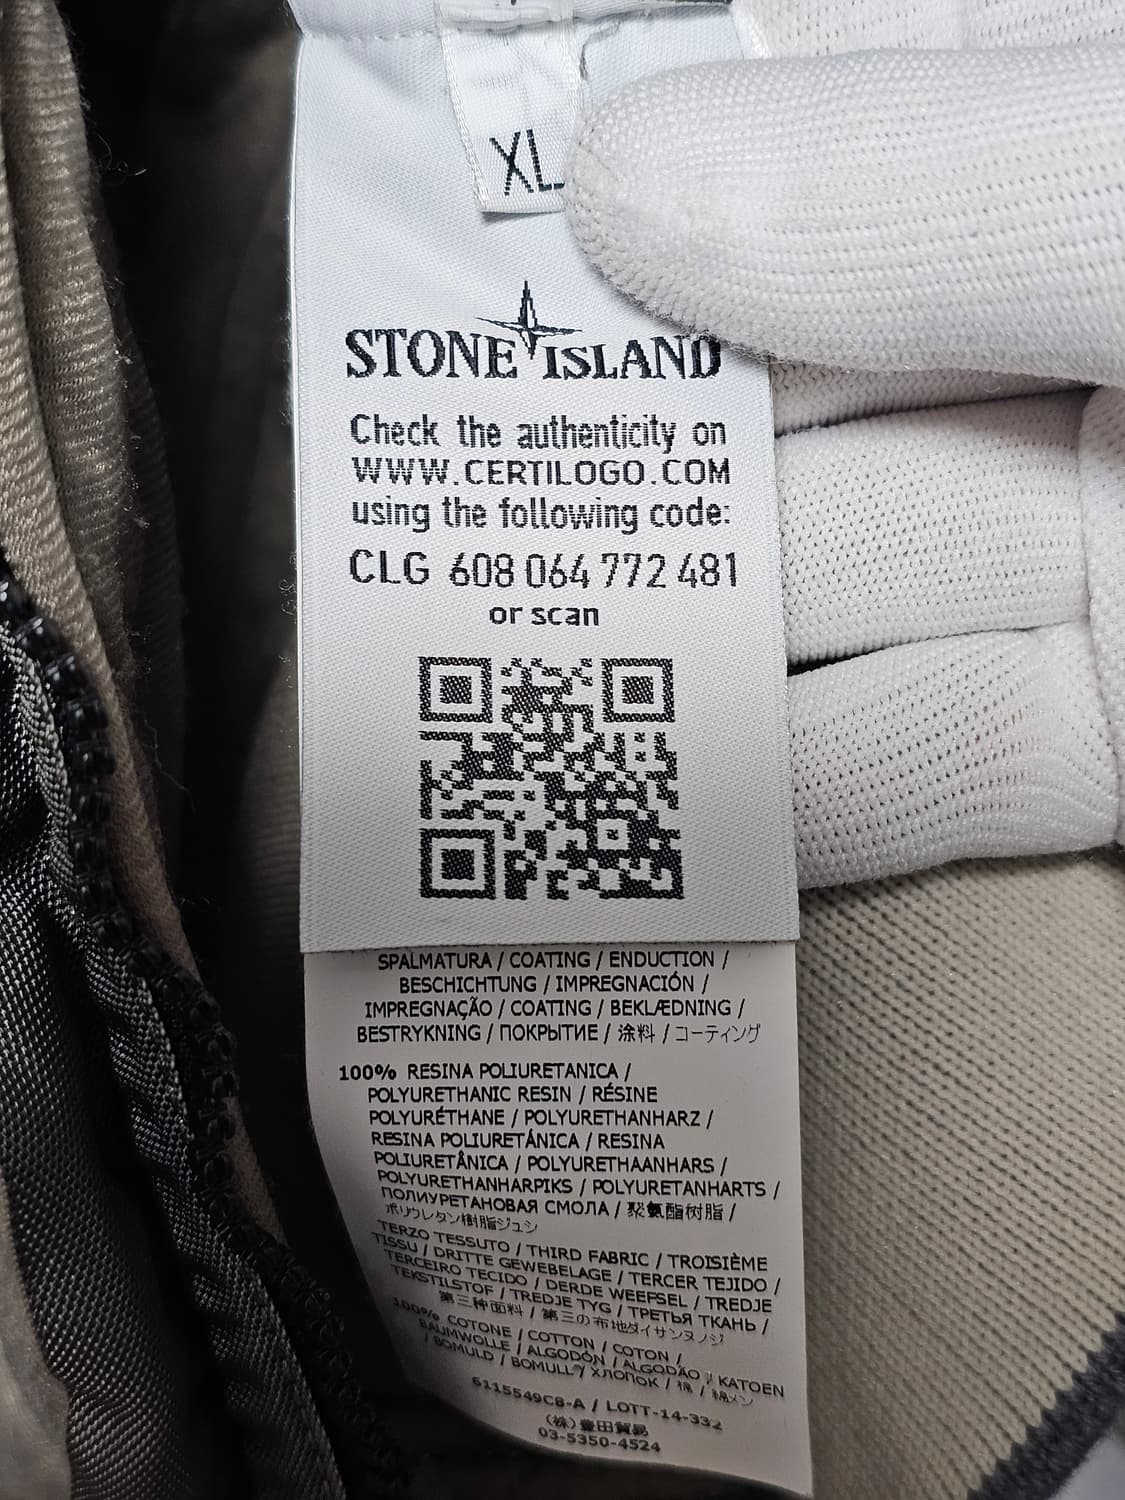 XL
STONE ISLAND
Check the authenticity on
WWW.CERTILOGO.COM
using the following code:
CLG 608 064 772 481
or scan
SPALMATURA / COATING / ENDUCTION /
BESCHICHTUNG / IMPREGNACIÓN /
IMPREGNAÇÃO / COATING / BEKLÆDNING /
BESTRYKNING / ПОКРЫТИЕ / 涂料 / コーティング
100% RESINA POLIURETANICA /
POLYURETHANIC RESIN / RÉSINE
POLYURÉTHANE / POLYURETHANHARZ /
RESINA POLIURETÁNICA / RESINA
POLIURETÂNICA / POLYURETHAANHARS /
POLYURETHANHARPIKS / POLYURETANHARTS /
ПОЛИУРЕТАНОВАЯ СМОЛА / 聚氨酯树脂 /
ポリウレタン樹脂ジュシ
TERZO TESSUTO / THIRD FABRIC / TROISIÈME
TISSU / DRITTE GEWEBELAGE / TERCER TEJIDO /
TERCEIRO TECIDO / DERDE WEEFSEL / TREDJE
TEKSTILSTOF / TREDJE TYG / ТРЕТЬЯ ТКАНЬ /
第三种面料 / 第三の布地ダイサンヌノジ
100% COTONE / COTTON / COTON /
BAUMWOLLE / ALGODÓN / ALGODÃO / KATOEN
/ BOMULD / BOMULL / ХЛОПОК / 棉 / 綿メン
6115549C8-A / LOTT-14-332
(株)豊田貿易
03-5350-4524